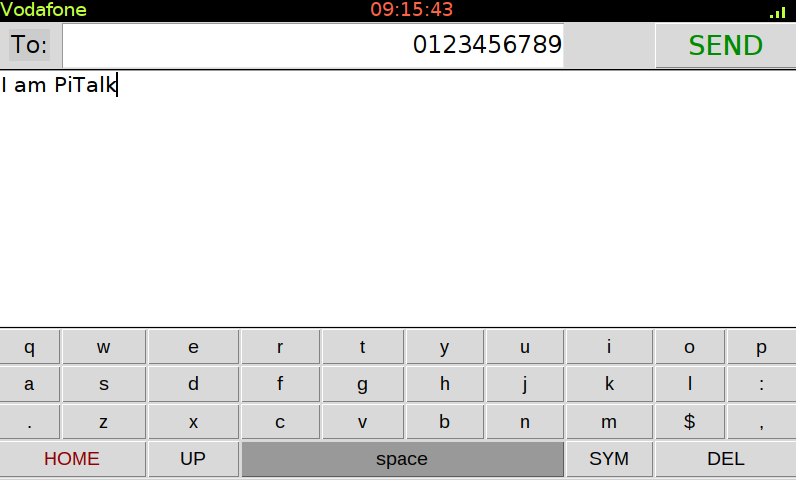 Vodafone 09:15:43
To: 0123456789 SEND
I am PiTalk
q w e r t y u i o p
a s d f g h j k l :
. z x c v b n m $ ,
HOME UP space SYM DEL